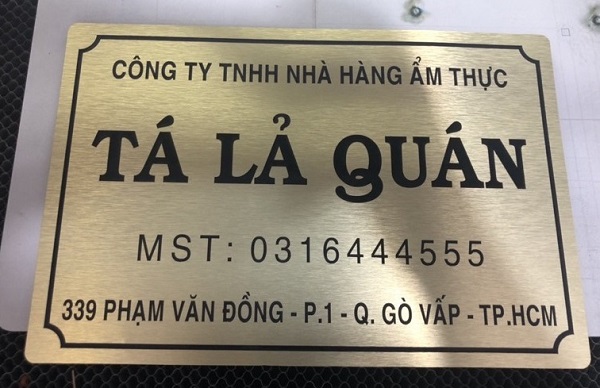 CÔNG TY TNHH NHÀ HÀNG ẨM THỰC
TÁ LẢ QUÁN
MST: 0316444555
339 PHẠM VĂN ĐỒNG - P.1 - Q. GÒ VẤP - TP.HCM